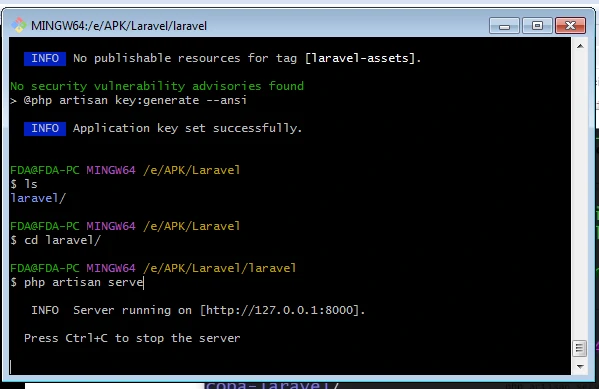 MINGW64:/e/APK/Laravel/laravel
INFO No publishable resources for tag [laravel-assets].
No security vulnerability advisories found
> @php artisan key:generate --ansi
INFO Application key set successfully.
FDA@FDA-PC MINGW64 /e/APK/Laravel
$ ls
laravel/
FDA@FDA-PC MINGW64 /e/APK/Laravel
$ cd laravel/
FDA@FDA-PC MINGW64 /e/APK/Laravel/laravel
$ php artisan serve
INFO Server running on [http://127.0.0.1:8000].
Press Ctrl+C to stop the server